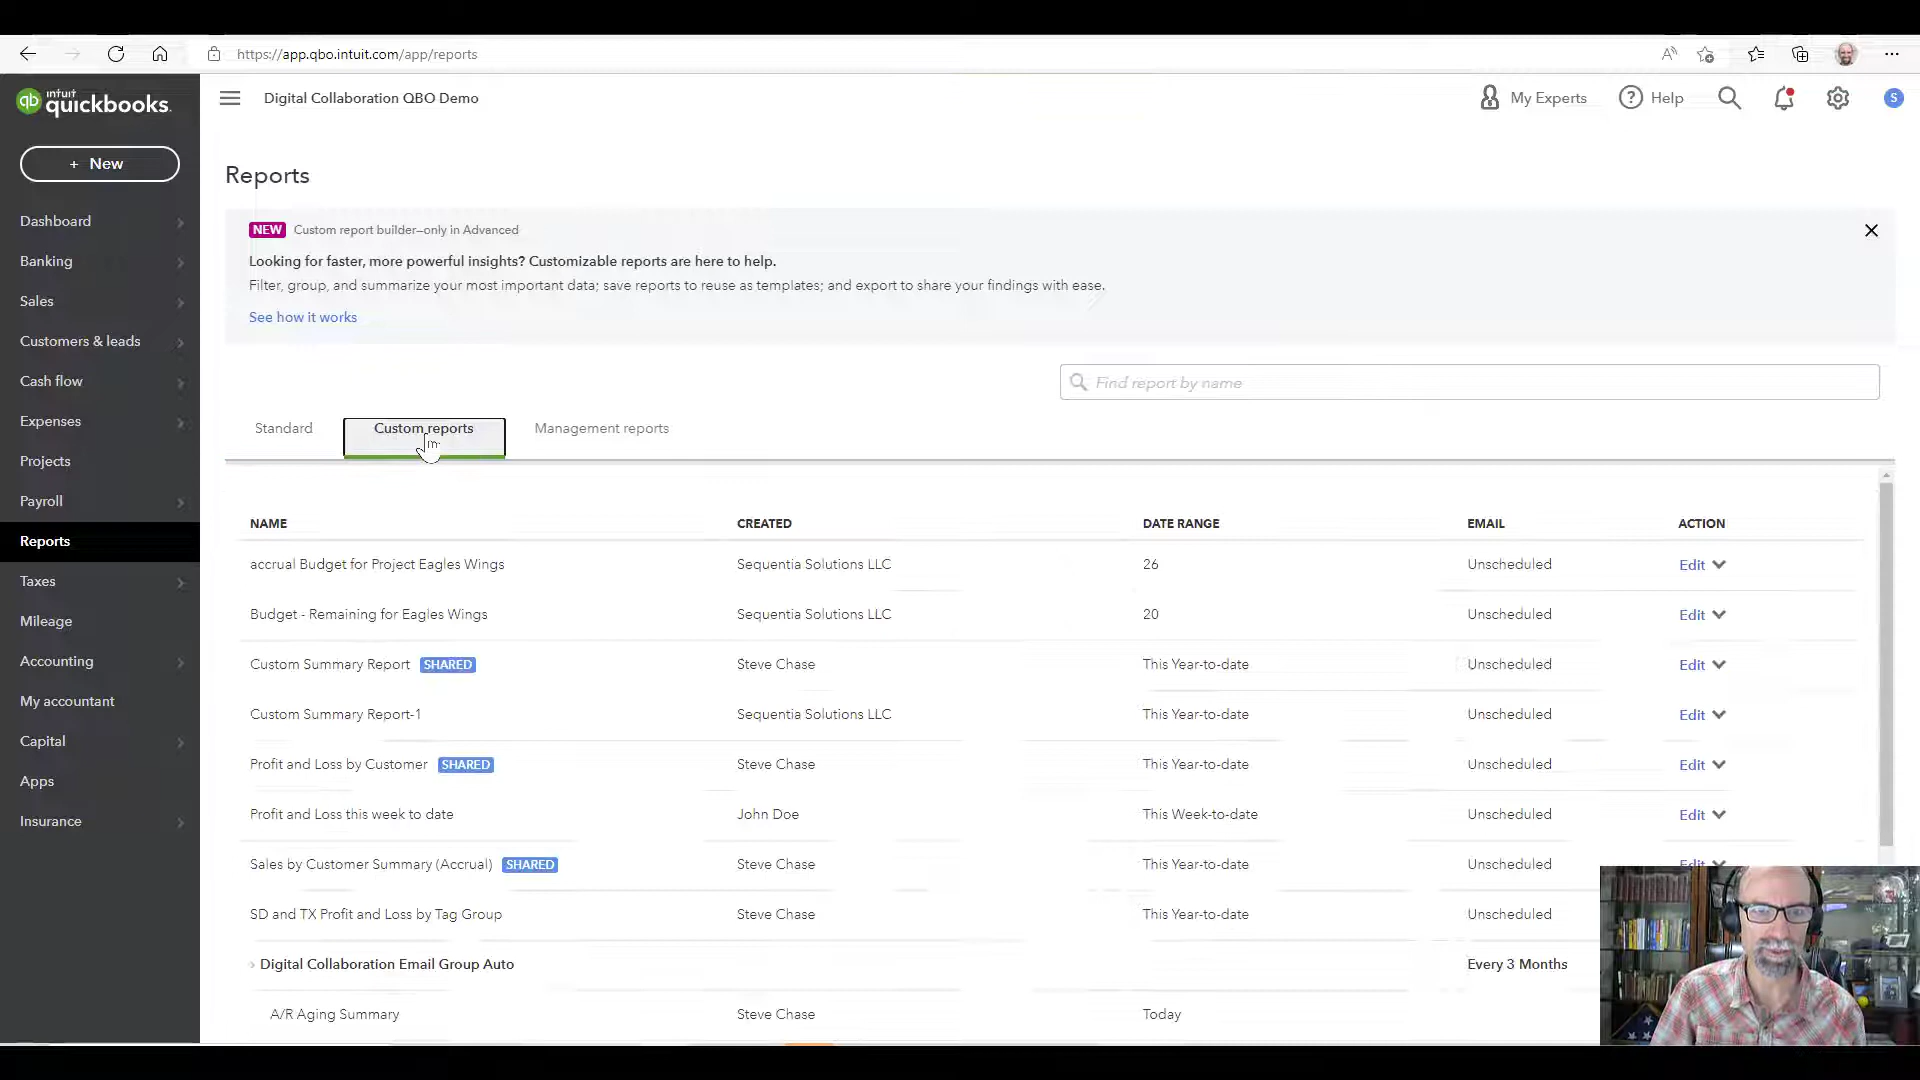 https://app.qbo.intuit.com/app/reports
intuit quickbooks.
Digital Collaboration QBO Demo
My Experts
Help
S
+ New
Dashboard
Banking
Sales
Customers & leads
Cash flow
Expenses
Projects
Payroll
Reports
Taxes
Mileage
Accounting
My accountant
Capital
Apps
Insurance
Reports
NEW Custom report builder—only in Advanced
Looking for faster, more powerful insights? Customizable reports are here to help.
Filter, group, and summarize your most important data; save reports to reuse as templates; and export to share your findings with ease.
See how it works
Find report by name
Standard Custom reports Management reports
NAME CREATED DATE RANGE EMAIL ACTION
accrual Budget for Project Eagles Wings Sequentia Solutions LLC 26 Unscheduled Edit
Budget - Remaining for Eagles Wings Sequentia Solutions LLC 20 Unscheduled Edit
Custom Summary Report SHARED Steve Chase This Year-to-date Unscheduled Edit
Custom Summary Report-1 Sequentia Solutions LLC This Year-to-date Unscheduled Edit
Profit and Loss by Customer SHARED Steve Chase This Year-to-date Unscheduled Edit
Profit and Loss this week to date John Doe This Week-to-date Unscheduled Edit
Sales by Customer Summary (Accrual) SHARED Steve Chase This Year-to-date Unscheduled Edit
SD and TX Profit and Loss by Tag Group Steve Chase This Year-to-date Unscheduled
Digital Collaboration Email Group Auto Every 3 Months
A/R Aging Summary Steve Chase Today